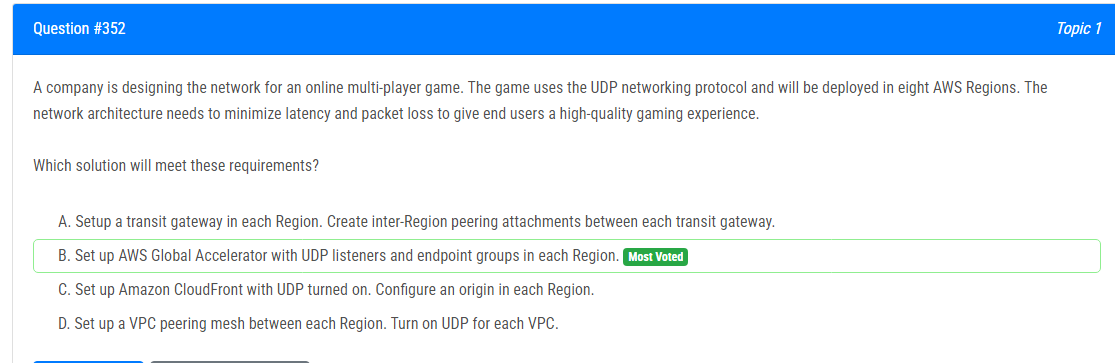 Question #352
Topic 1
A company is designing the network for an online multi-player game. The game uses the UDP networking protocol and will be deployed in eight AWS Regions. The
network architecture needs to minimize latency and packet loss to give end users a high-quality gaming experience.
Which solution will meet these requirements?
A. Setup a transit gateway in each Region. Create inter-Region peering attachments between each transit gateway.
B. Set up AWS Global Accelerator with UDP listeners and endpoint groups in each Region. Most Voted
C. Set up Amazon CloudFront with UDP turned on. Configure an origin in each Region.
D. Set up a VPC peering mesh between each Region. Turn on UDP for each VPC.